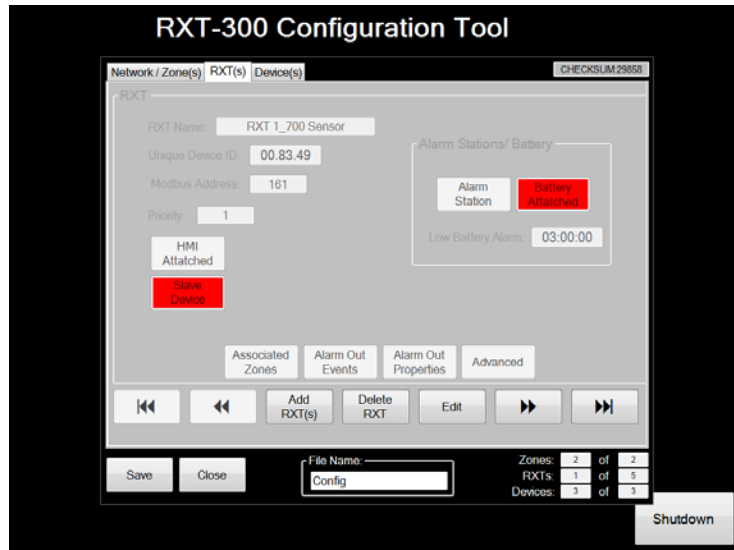 RXT-300 Configuration Tool
Network / Zone(s) RXT(s) Device(s) CHECKSUM:29858
RXT
RXT Name: RXT 1_700 Sensor
Unique Device ID: 00.83.49
Modbus Address: 161
Priority: 1
HMI
Attatched
Slave
Device
Alarm Stations/ Battery
Alarm
Station
Battery
Attatched
Low Battery Alarm: 03:00:00
Associated
Zones
Alarm Out
Events
Alarm Out
Properties
Advanced
Add
RXT(s)
Delete
RXT
Edit
Save
Close
File Name:
Config
Zones: 2 of 2
RXTs: 1 of 5
Devices: 3 of 3
Shutdown